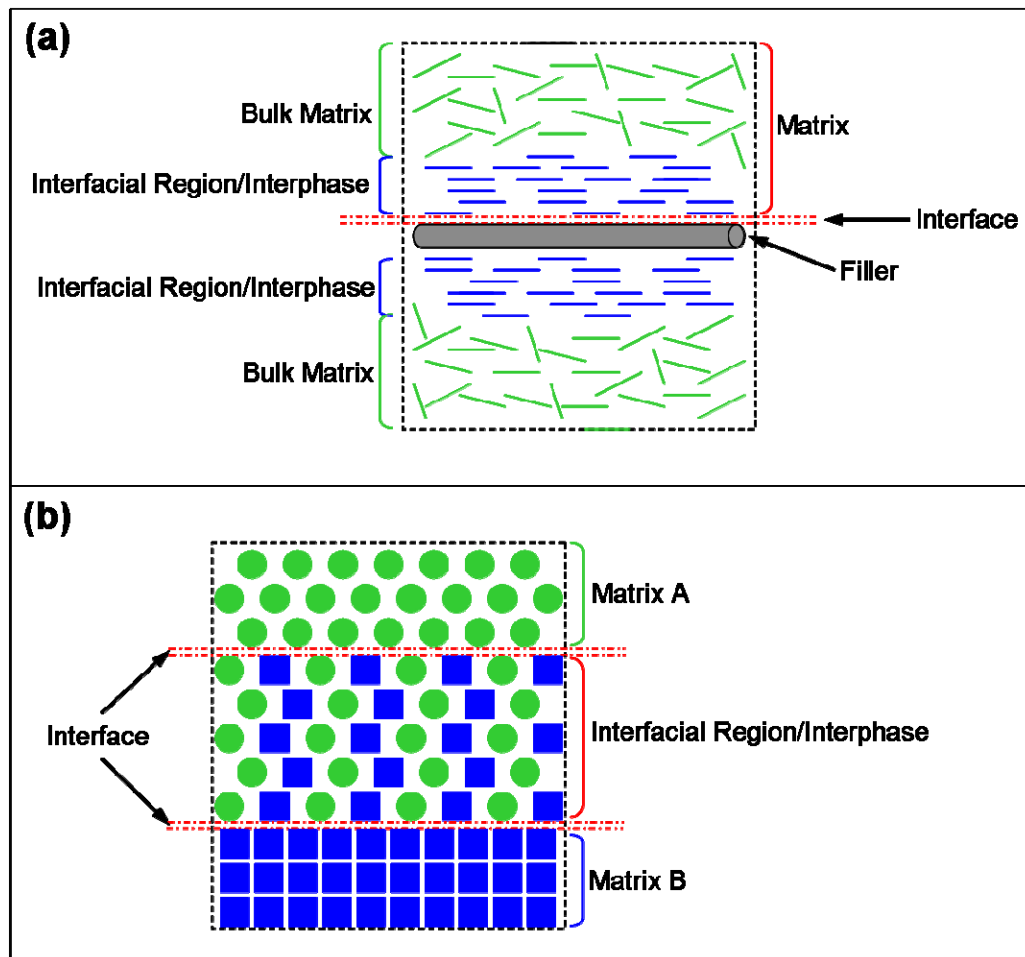 (a)
Bulk Matrix
Matrix
Interfacial Region/Interphase
Interface
Filler
Interfacial Region/Interphase
Bulk Matrix
(b)
Matrix A
Interface
Interfacial Region/Interphase
Matrix B